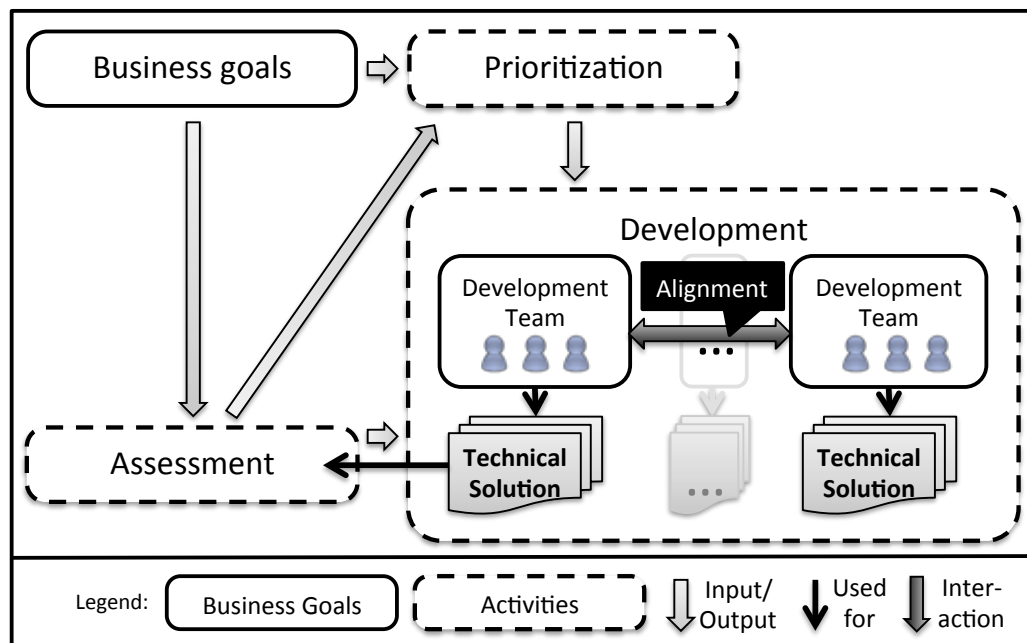 Business goals
Prioritization
Development
Development
Team
Alignment
Development
Team
...
Assessment
Technical
Solution
...
Technical
Solution
Legend:
Business Goals
Activities
Input/
Output
Used
for
Inter-
action